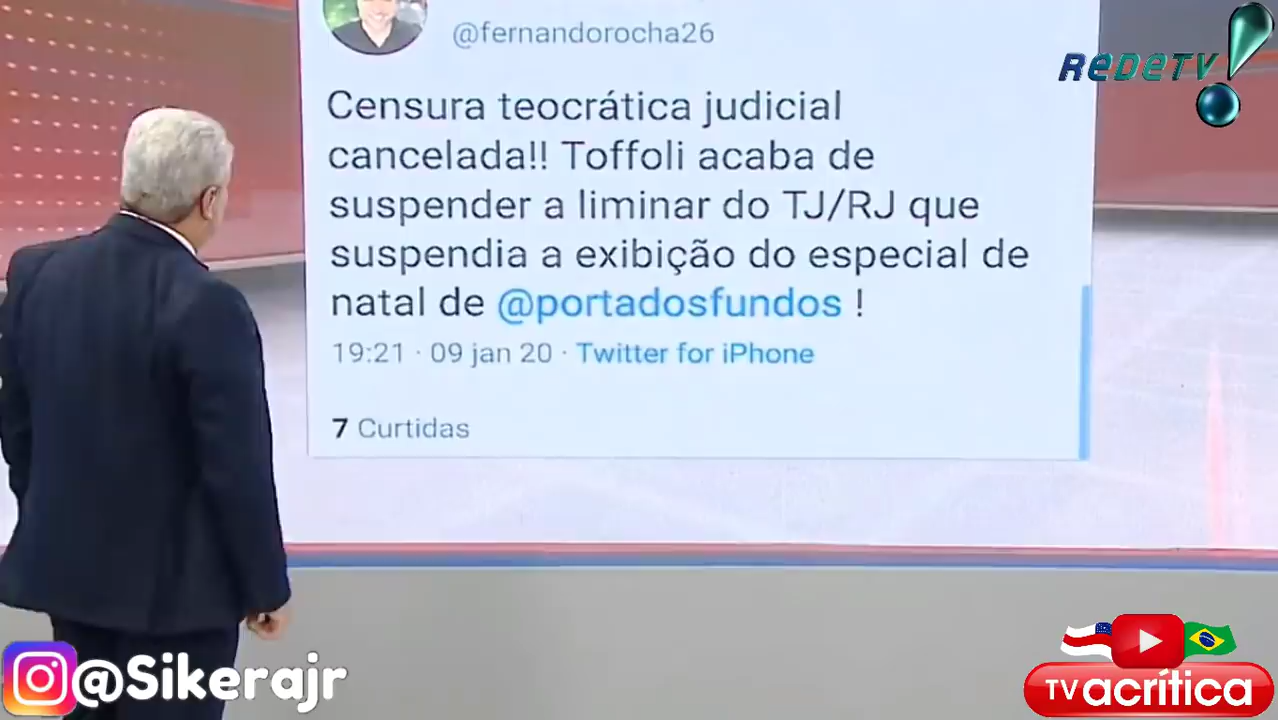 @fernandorocha26
REDETV!
Censura teocrática judicial
cancelada!! Toffoli acaba de
suspender a liminar do TJ/RJ que
suspendia a exibição do especial de
natal de @portadosfundos !
19:21 · 09 jan 20 · Twitter for iPhone
7 Curtidas
@Sikerajr
TV acrítica